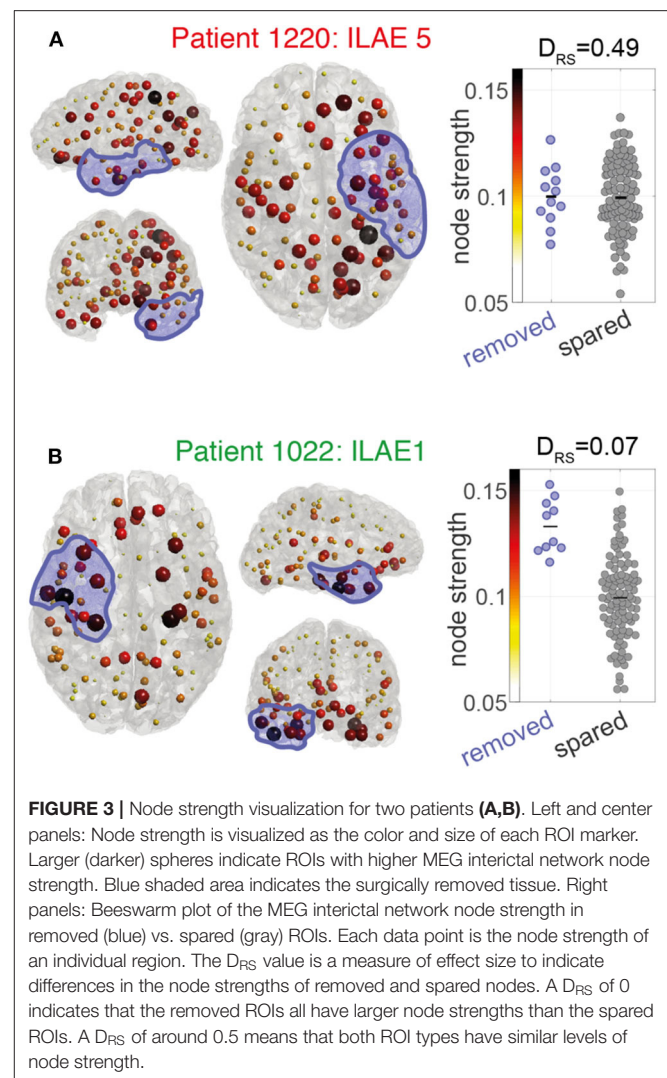 A
Patient 1220: ILAE 5
D_RS=0.49
0.15
0.1
0.05
node strength
removed
spared
B
Patient 1022: ILAE1
D_RS=0.07
0.15
0.1
0.05
node strength
removed
spared
FIGURE 3 | Node strength visualization for two patients (A,B). Left and center
panels: Node strength is visualized as the color and size of each ROI marker.
Larger (darker) spheres indicate ROIs with higher MEG interictal network node
strength. Blue shaded area indicates the surgically removed tissue. Right
panels: Beeswarm plot of the MEG interictal network node strength in
removed (blue) vs. spared (gray) ROIs. Each data point is the node strength of
an individual region. The D_RS value is a measure of effect size to indicate
differences in the node strengths of removed and spared nodes. A D_RS of 0
indicates that the removed ROIs all have larger node strengths than the spared
ROIs. A D_RS of around 0.5 means that both ROI types have similar levels of
node strength.